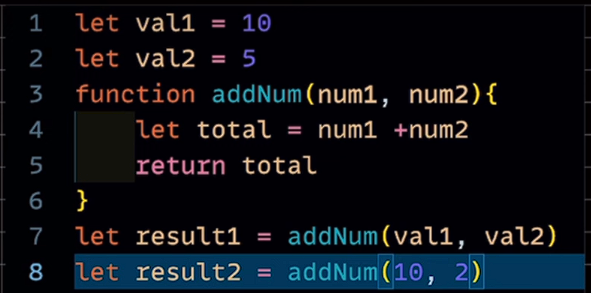 1 let val1 = 10
2 let val2 = 5
3 function addNum(num1, num2){
4     let total = num1 +num2
5     return total
6 }
7 let result1 = addNum(val1, val2)
8 let result2 = addNum(10, 2)